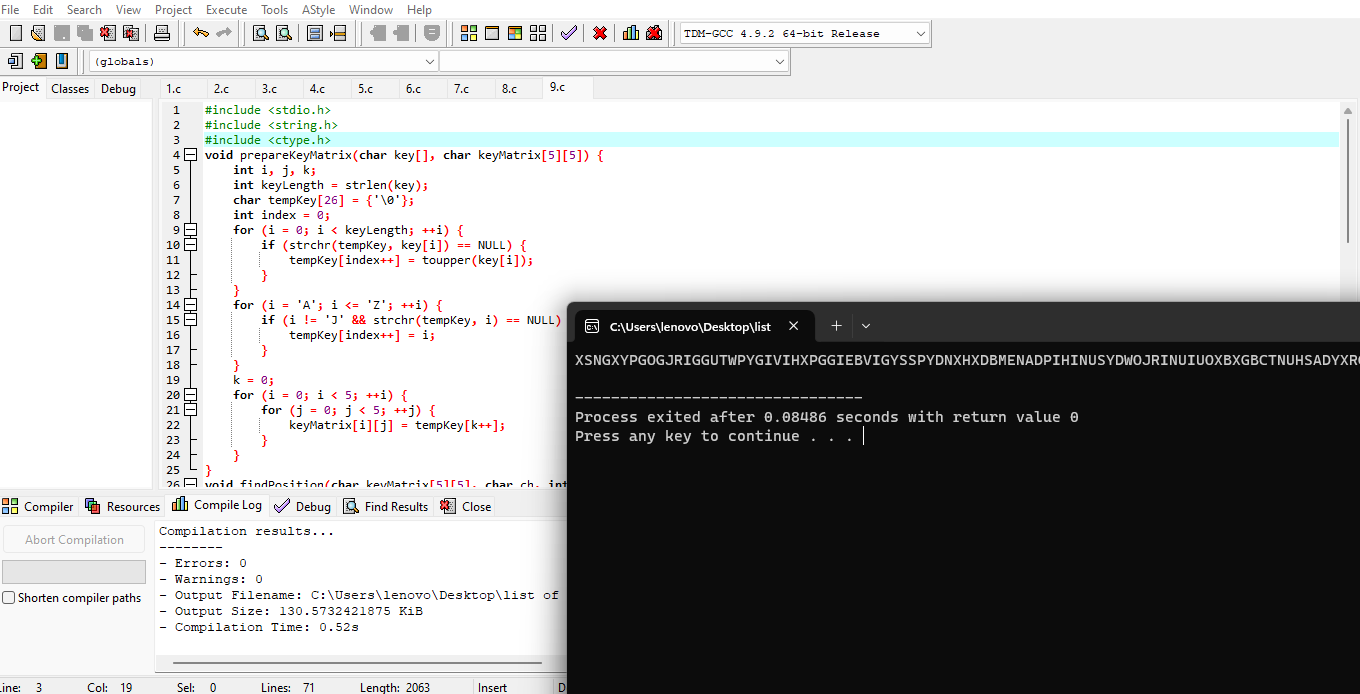 File Edit Search View Project Execute Tools AStyle Window Help
TDM-GCC 4.9.2 64-bit Release
(globals)
Project Classes Debug
1.c 2.c 3.c 4.c 5.c 6.c 7.c 8.c 9.c
1 #include <stdio.h>
2 #include <string.h>
3 #include <ctype.h>
4 void prepareKeyMatrix(char key[], char keyMatrix[5][5]) {
5 int i, j, k;
6 int keyLength = strlen(key);
7 char tempKey[26] = {'\0'};
8 int index = 0;
9 for (i = 0; i < keyLength; ++i) {
10 if (strchr(tempKey, key[i]) == NULL) {
11 tempKey[index++] = toupper(key[i]);
12 }
13 }
14 for (i = 'A'; i <= 'Z'; ++i) {
15 if (i != 'J' && strchr(tempKey, i) == NULL)
16 tempKey[index++] = i;
17 }
18 }
19 k = 0;
20 for (i = 0; i < 5; ++i) {
21 for (j = 0; j < 5; ++j) {
22 keyMatrix[i][j] = tempKey[k++];
23 }
24 }
25 }
26 void findPosition(char keyMatrix[5][5], char ch, int
C:\Users\lenovo\Desktop\list
XSNGXYPGOGJRIGGUTWPYGIVIHXPGGIEBVIGYSSPYDNXHXDBMENADPIHINUSYDWOJRINUIUOXBXGBCTNUHSADYXR
--------------------------------
Process exited after 0.08486 seconds with return value 0
Press any key to continue . . .
Compiler Resources Compile Log Debug Find Results Close
Abort Compilation
Shorten compiler paths
Compilation results...
--------
- Errors: 0
- Warnings: 0
- Output Filename: C:\Users\lenovo\Desktop\list of
- Output Size: 130.5732421875 KiB
- Compilation Time: 0.52s
Line: 3 Col: 19 Sel: 0 Lines: 71 Length: 2063 Insert D